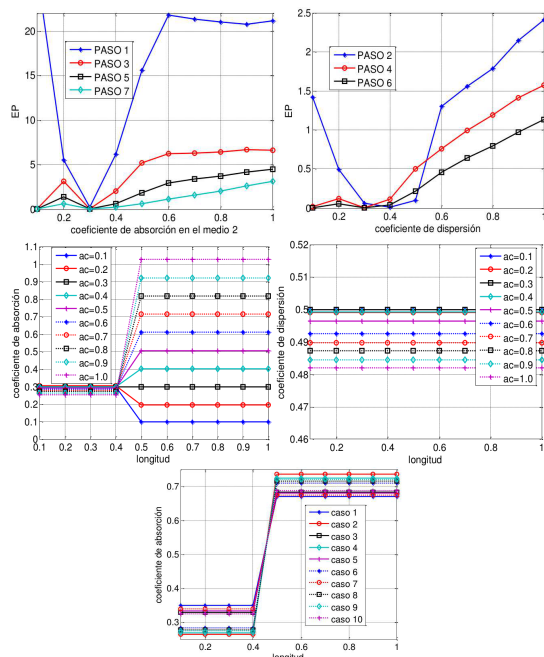 PASO 1
PASO 3
PASO 5
PASO 7
EP
0
5
10
15
20
0.2
0.4
0.6
0.8
1
coeficiente de absorción en el medio 2
PASO 2
PASO 4
PASO 6
EP
0
0.5
1
1.5
2
2.5
0.2
0.4
0.6
0.8
1
coeficiente de dispersión
ac=0.1
ac=0.2
ac=0.3
ac=0.4
ac=0.5
ac=0.6
ac=0.7
ac=0.8
ac=0.9
ac=1.0
coeficiente de absorción
0
0.1
0.2
0.3
0.4
0.5
0.6
0.7
0.8
0.9
1
1.1
0.1
0.2
0.3
0.4
0.5
0.6
0.7
0.8
0.9
1
longitud
ac=0.1
ac=0.2
ac=0.3
ac=0.4
ac=0.5
ac=0.6
ac=0.7
ac=0.8
ac=0.9
ac=1.0
coeficiente de dispersión
0.46
0.48
0.49
0.50
0.51
0.52
0.2
0.4
0.6
0.8
1
longitud
caso 1
caso 2
caso 3
caso 4
caso 5
caso 6
caso 7
caso 8
caso 9
caso 10
coeficiente de absorción
0.3
0.4
0.5
0.6
0.7
0.2
0.4
0.6
0.8
1
longitud